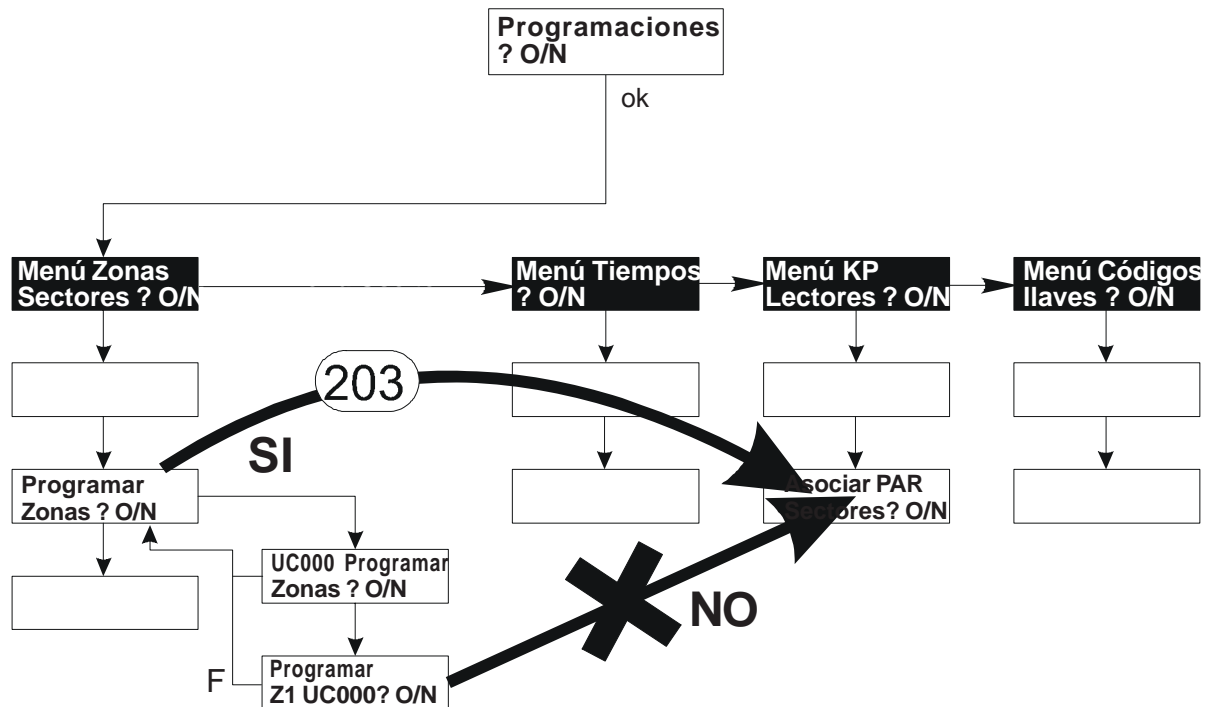 Programaciones
? O/N
ok
Menú Zonas
Sectores ? O/N
Menú Tiempos
? O/N
Menú KP
Lectores ? O/N
Menú Códigos
llaves ? O/N
203
SI
Programar
Zonas ? O/N
Asociar PAR
Sectores? O/N
UC000 Programar
Zonas ? O/N
NO
F
Programar
Z1 UC000? O/N